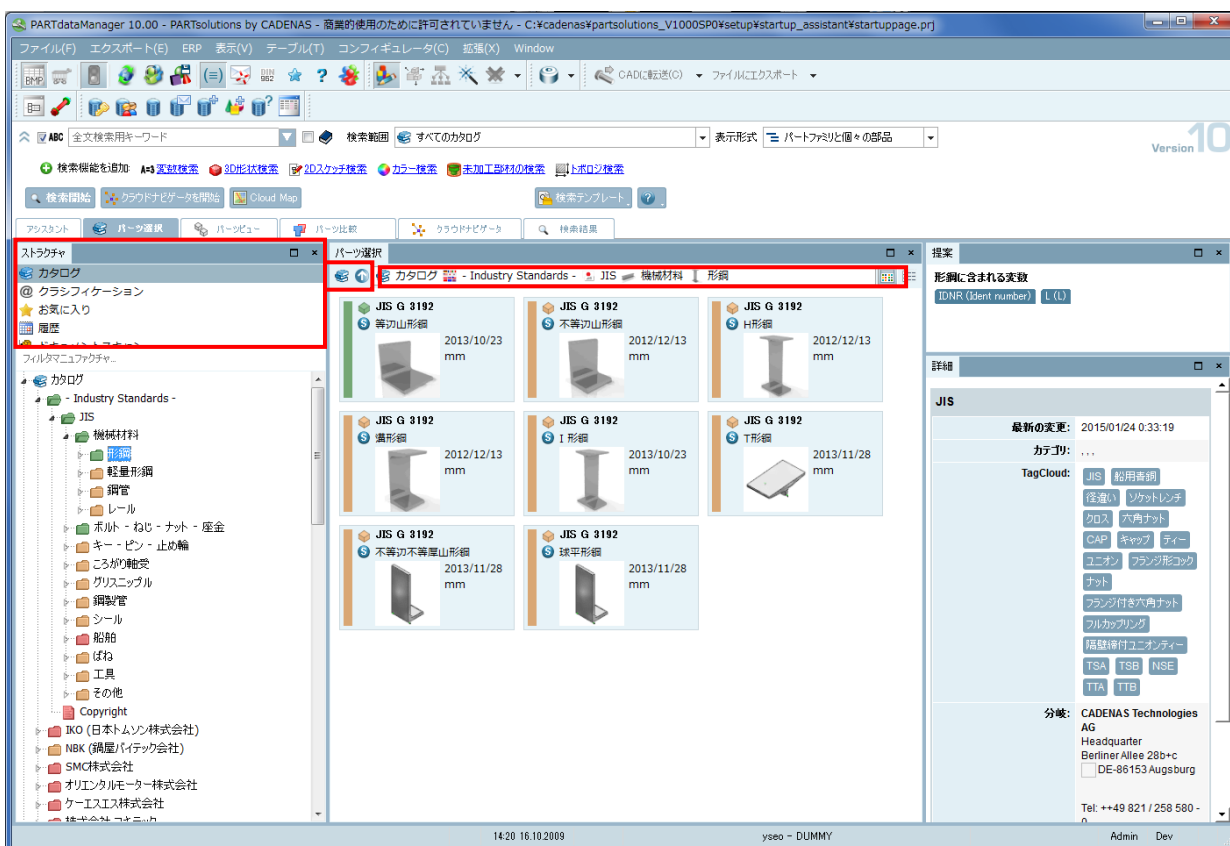 PARTdataManager 10.00 - PARTsolutions by CADENAS - 商業的使用のために許可されていません - C:¥cadenas¥partsolutions_V1000SP0¥setup¥startup_assistant¥startuppage.prj
ファイル(F) エクスポート(E) ERP 表示(V) テーブル(T) コンフィギュレータ(C) 拡張(X) Window
CADに転送(C) ファイルにエクスポート
ABC 全文検索用キーワード 検索範囲 すべてのカタログ 表示形式 パートファミリと個々の部品
Version 10
検索機能を追加: A=3 変数検索 3D形状検索 2Dスケッチ検索 カラー検索 未加工部材の検索 トポロジ検索
検索開始 クラウドナビゲータを開始 Cloud Map 検索テンプレート
アシスタント パーツ選択 パーツビュー パーツ比較 クラウドナビゲータ 検索結果
ストラクチャ
カタログ
クラシフィケーション
お気に入り
履歴
フィルタマニュファクチャ...
カタログ
- Industry Standards -
JIS
機械材料
形鋼
軽量形鋼
鋼管
レール
ボルト - ねじ - ナット - 座金
キー - ピン - 止め輪
ころがり軸受
グリスニップル
鋼製管
シール
船舶
ばね
工具
その他
Copyright
IKO (日本トムソン株式会社)
NBK (鍋屋バイテック会社)
SMC株式会社
オリエンタルモーター株式会社
ケーエスエス株式会社
パーツ選択
カタログ - Industry Standards - JIS 機械材料 形鋼
JIS G 3192
等辺山形鋼
2013/10/23
mm
JIS G 3192
不等辺山形鋼
2012/12/13
mm
JIS G 3192
H形鋼
2012/12/13
mm
JIS G 3192
溝形鋼
2012/12/13
mm
JIS G 3192
I 形鋼
2013/10/23
mm
JIS G 3192
T形鋼
2013/11/28
mm
JIS G 3192
不等辺不等厚山形鋼
2013/11/28
mm
JIS G 3192
球平形鋼
2013/11/28
mm
提案
形鋼に含まれる変数
IDNR (Ident number) L (L)
詳細
JIS
最新の変更: 2015/01/24 0:33:19
カテゴリ: , , ,
TagCloud: JIS 船用青銅
径違い ソケットレンチ
クロス 六角ナット
CAP キャップ ティー
ユニオン フランジ形コック
ナット
フランジ付き六角ナット
フルカップリング
隔壁締付ユニオンティー
TSA TSB NSE
TTA TTB
分岐: CADENAS Technologies
AG
Headquarter
Berliner Allee 28b+c
DE-86153 Augsburg
Tel: ++49 821 / 258 580 -
14:20 16.10.2009 yseo - DUMMY Admin Dev